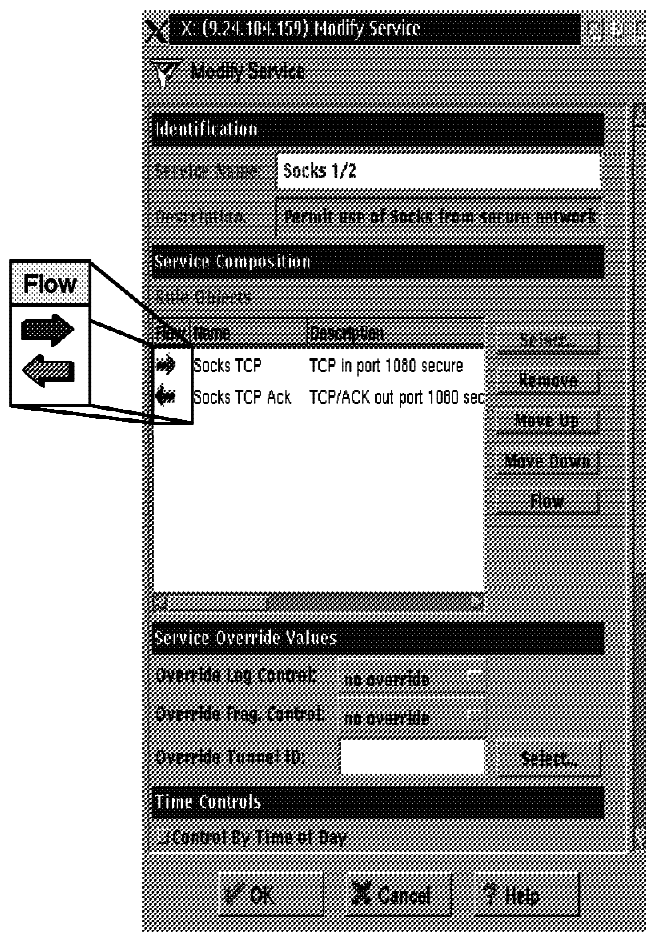 X: (9.24.104.159) Modify Service
Modify Service
Identification
Service Name: Socks 1/2
Description: Permit use of Socks from secure network
Service Composition
Rule Objects
Flow
Flow Name Description
Socks TCP TCP in port 1080 secure
Socks TCP Ack TCP/ACK out port 1080 sec
Select...
Remove
Move Up
Move Down
Flow
Service Override Values
Override Log Control: no override
Override Frag. Control: no override
Override Tunnel ID: Select...
Time Controls
Control By Time of Day
OK Cancel ? Help